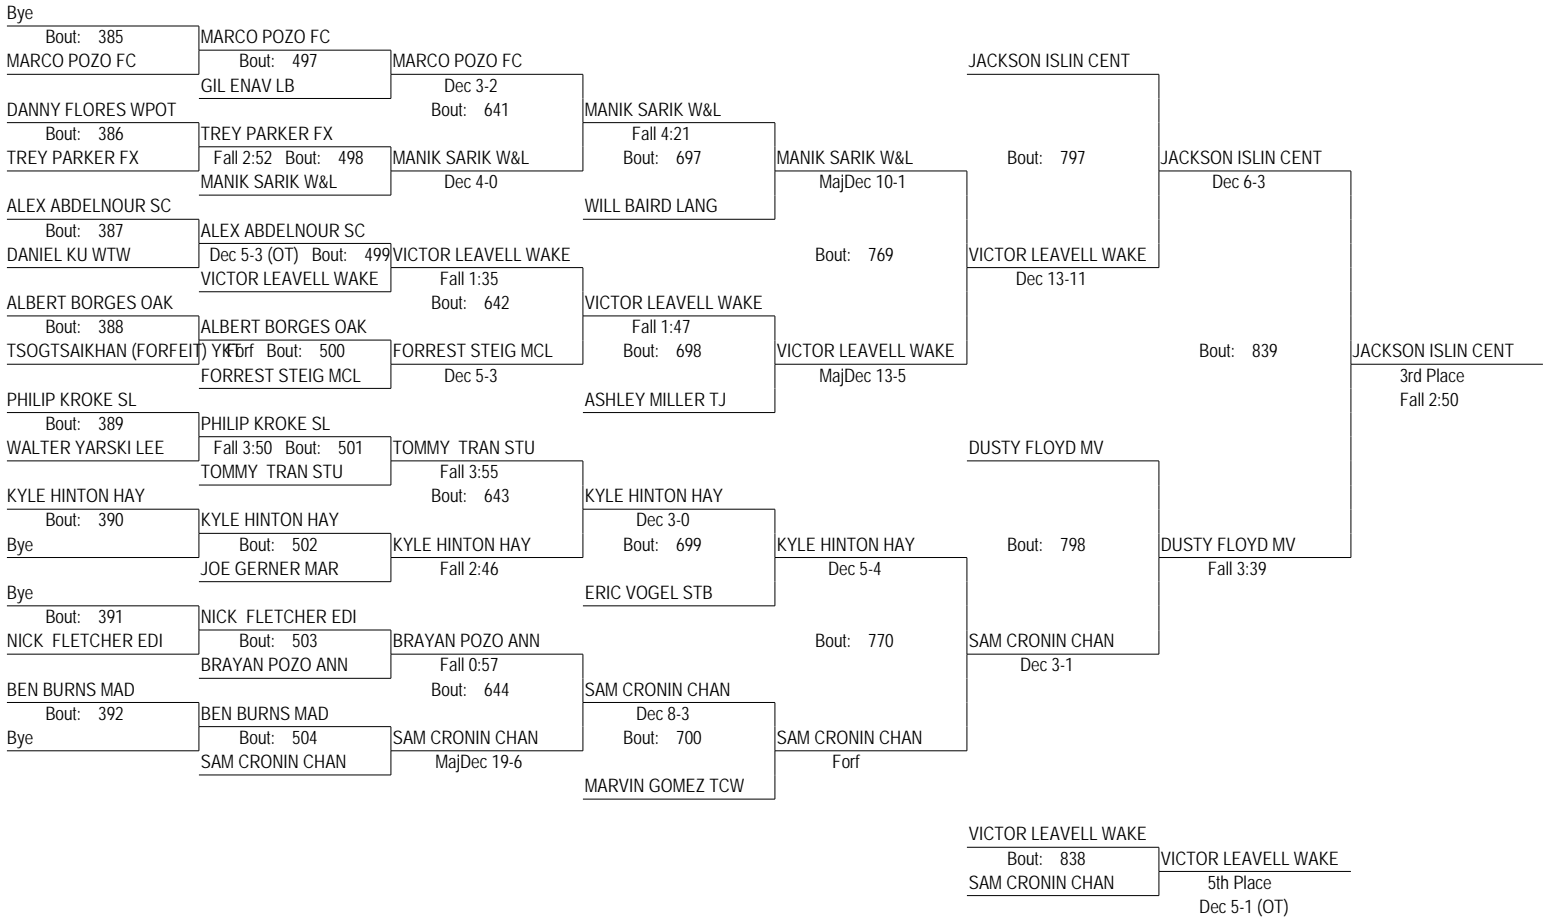 Bye
Bout: 385
MARCO POZO FC
DANNY FLORES WPOT
Bout: 386
TREY PARKER FX
ALEX ABDELNOUR SC
Bout: 387
DANIEL KU WTW
ALBERT BORGES OAK
Bout: 388
TSOGTSAIKHAN (FORFEIT) YKT
PHILIP KROKE SL
Bout: 389
WALTER YARSKI LEE
KYLE HINTON HAY
Bout: 390
Bye
Bye
Bout: 391
NICK FLETCHER EDI
BEN BURNS MAD
Bout: 392
Bye
MARCO POZO FC
Bout: 497
GIL ENAV LB
TREY PARKER FX
Fall 2:52 Bout: 498
MANIK SARIK W&L
ALEX ABDELNOUR SC
Dec 5-3 (OT) Bout: 499
VICTOR LEAVELL WAKE
ALBERT BORGES OAK
Forf Bout: 500
FORREST STEIG MCL
PHILIP KROKE SL
Fall 3:50 Bout: 501
TOMMY TRAN STU
KYLE HINTON HAY
Bout: 502
JOE GERNER MAR
NICK FLETCHER EDI
Bout: 503
BRAYAN POZO ANN
BEN BURNS MAD
Bout: 504
SAM CRONIN CHAN
MARCO POZO FC
Dec 3-2
Bout: 641
MANIK SARIK W&L
Dec 4-0
VICTOR LEAVELL WAKE
Fall 1:35
Bout: 642
FORREST STEIG MCL
Dec 5-3
TOMMY TRAN STU
Fall 3:55
Bout: 643
KYLE HINTON HAY
Fall 2:46
BRAYAN POZO ANN
Fall 0:57
Bout: 644
SAM CRONIN CHAN
MajDec 19-6
MANIK SARIK W&L
Fall 4:21
Bout: 697
WILL BAIRD LANG
VICTOR LEAVELL WAKE
Fall 1:47
Bout: 698
ASHLEY MILLER TJ
KYLE HINTON HAY
Dec 3-0
Bout: 699
ERIC VOGEL STB
SAM CRONIN CHAN
Dec 8-3
Bout: 700
MARVIN GOMEZ TCW
MANIK SARIK W&L
MajDec 10-1
Bout: 769
VICTOR LEAVELL WAKE
MajDec 13-5
KYLE HINTON HAY
Dec 5-4
Bout: 770
SAM CRONIN CHAN
Forf
JACKSON ISLIN CENT
Bout: 797
VICTOR LEAVELL WAKE
Dec 13-11
DUSTY FLOYD MV
Bout: 798
SAM CRONIN CHAN
Dec 3-1
JACKSON ISLIN CENT
Dec 6-3
Bout: 839
DUSTY FLOYD MV
Fall 3:39
JACKSON ISLIN CENT
3rd Place
Fall 2:50
VICTOR LEAVELL WAKE
Bout: 838
SAM CRONIN CHAN
VICTOR LEAVELL WAKE
5th Place
Dec 5-1 (OT)